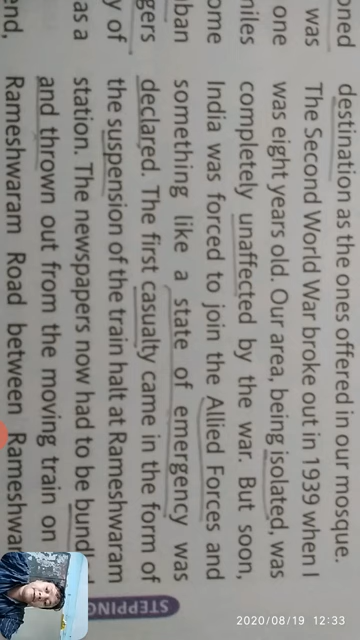 oned
was
one
miles
ome
iban
gers
y of
as a
end,
destination as the ones offered in our mosque.
The Second World War broke out in 1939 when I
was eight years old. Our area, being isolated, was
completely unaffected by the war. But soon,
India was forced to join the Allied Forces and
something like a state of emergency was
declared. The first casualty came in the form of
the suspension of the train halt at Rameshwaram
station. The newspapers now had to be bund
and thrown out from the moving train on
Rameshwaram Road between Rameshwa
STEPPING
2020/08/19 12:33